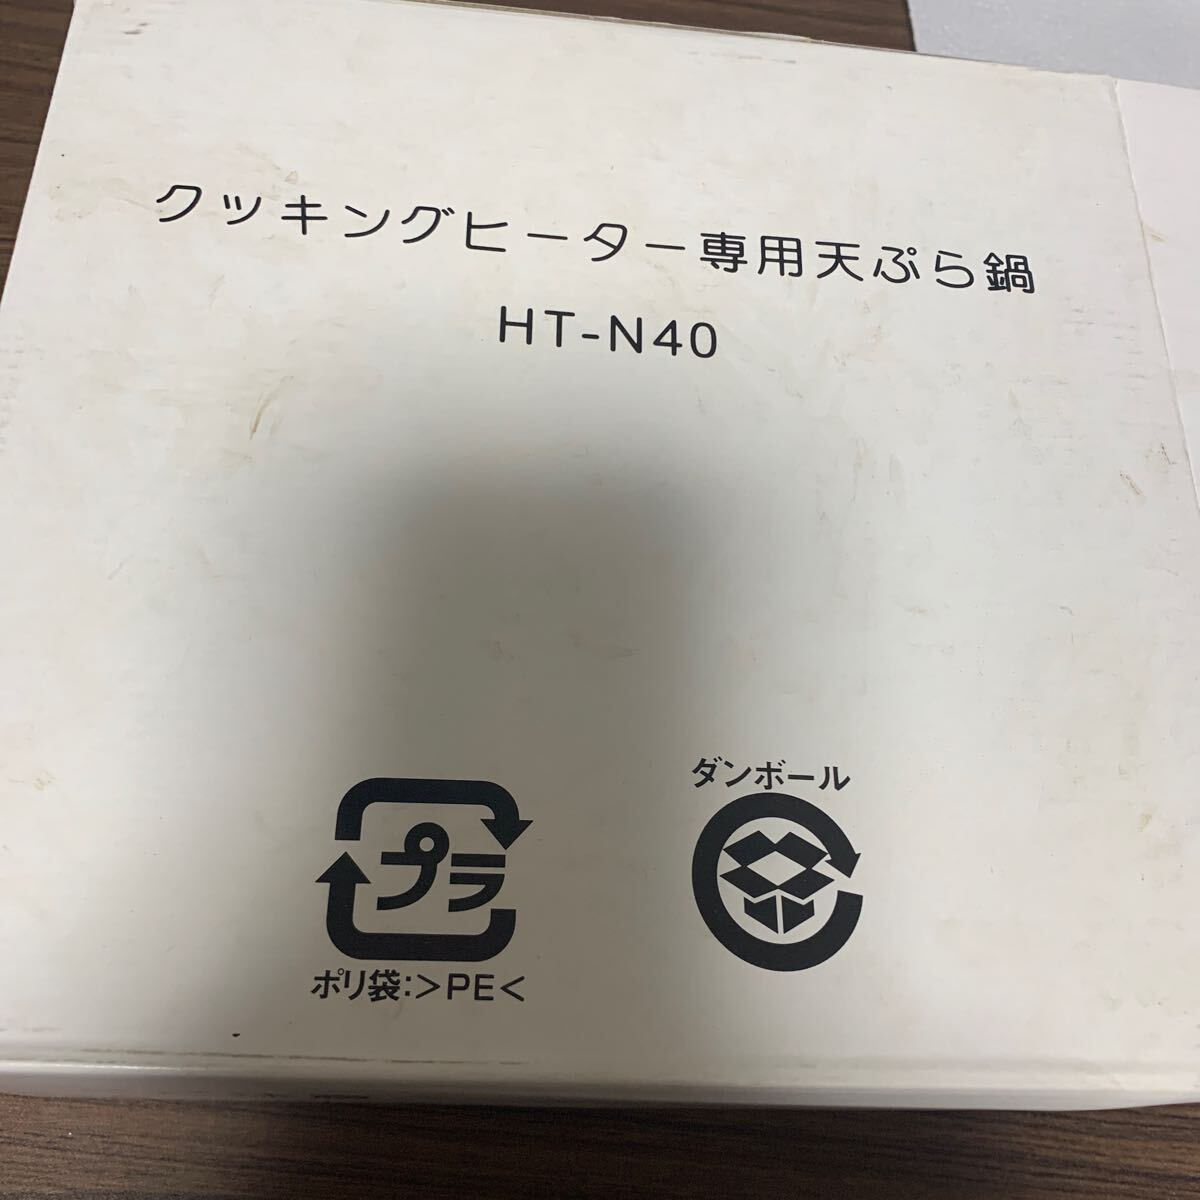 クッキングヒーター専用天ぷら鍋
HT-N40
プラ
ポリ袋:>PE<
ダンボール